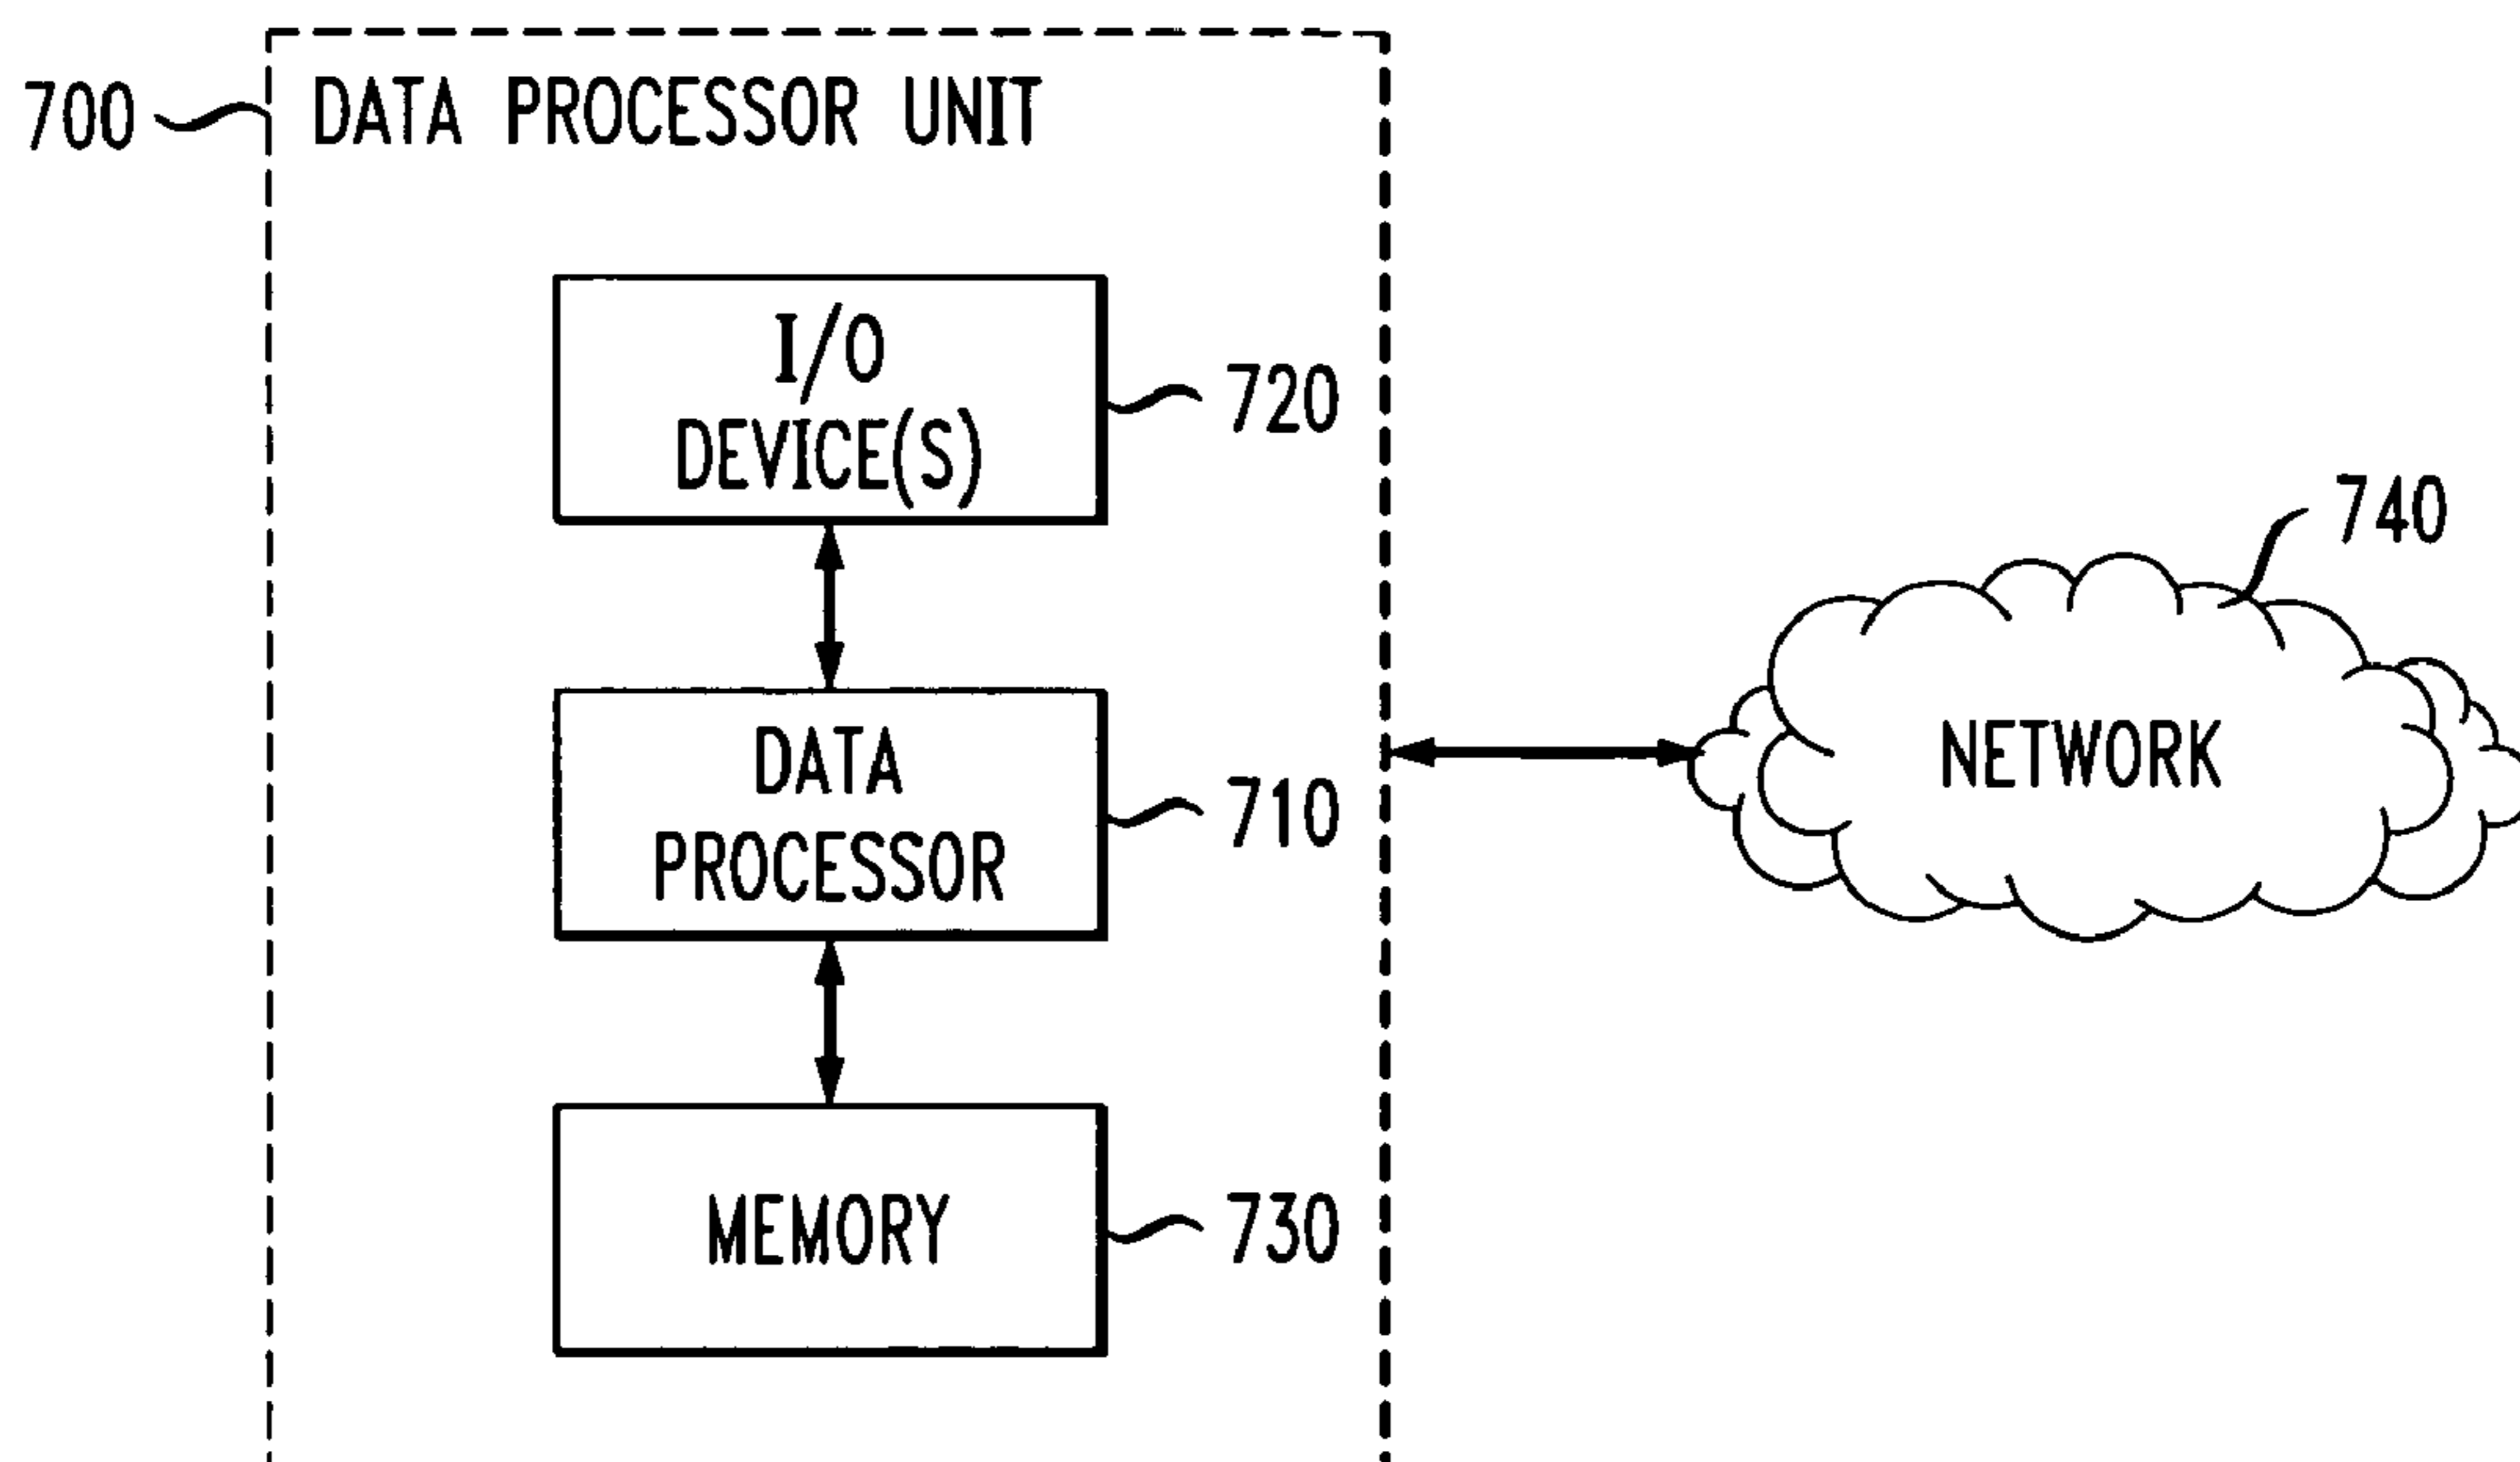 700
DATA PROCESSOR UNIT
I/O
DEVICE(S)
720
740
DATA
PROCESSOR
710
NETWORK
MEMORY
730